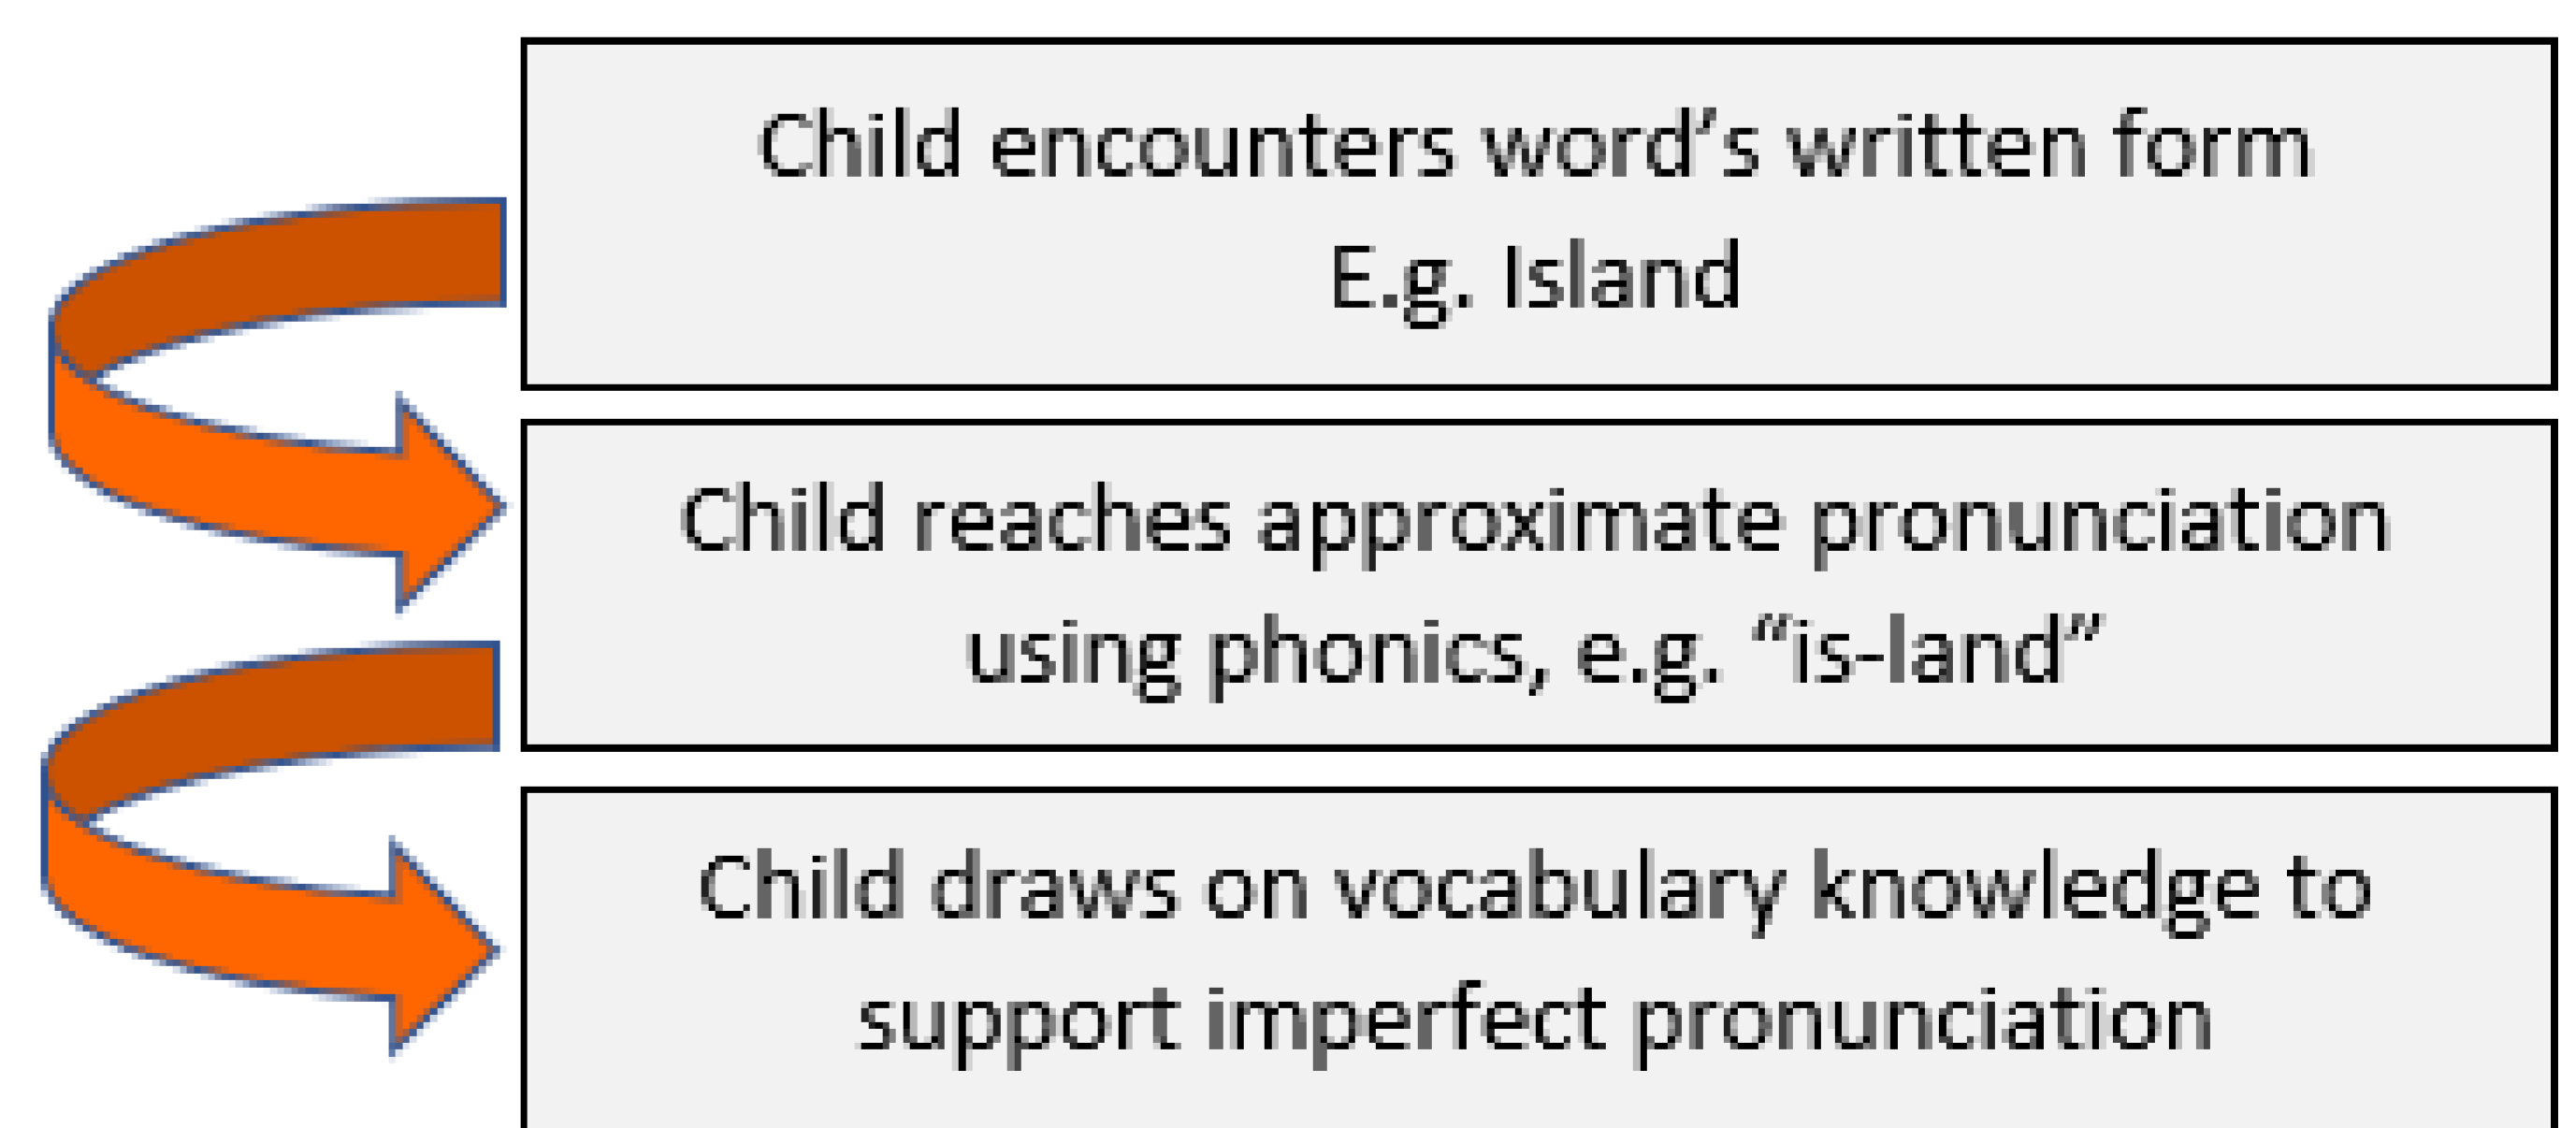 Child encounters word’s written form
E.g. Island
Child reaches approximate pronunciation
using phonics, e.g. “is-land”
Child draws on vocabulary knowledge to
support imperfect pronunciation